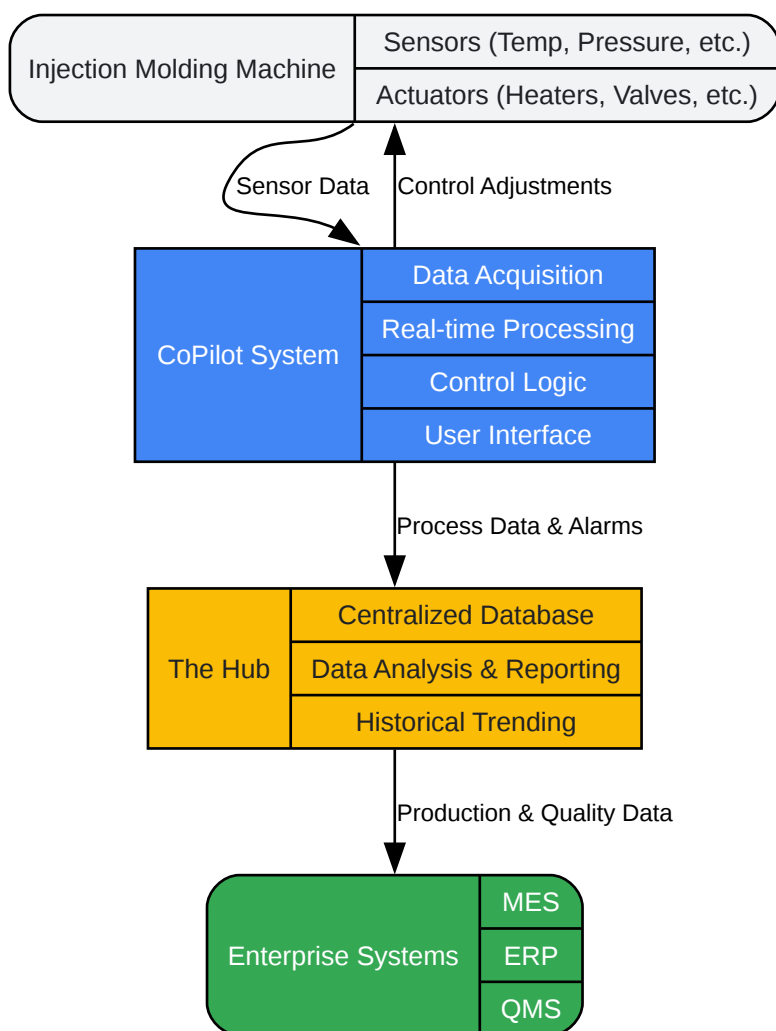 Injection Molding Machine
Sensors (Temp, Pressure, etc.)
Actuators (Heaters, Valves, etc.)
Sensor Data
Control Adjustments
CoPilot System
Data Acquisition
Real-time Processing
Control Logic
User Interface
Process Data & Alarms
The Hub
Centralized Database
Data Analysis & Reporting
Historical Trending
Production & Quality Data
Enterprise Systems
MES
ERP
QMS